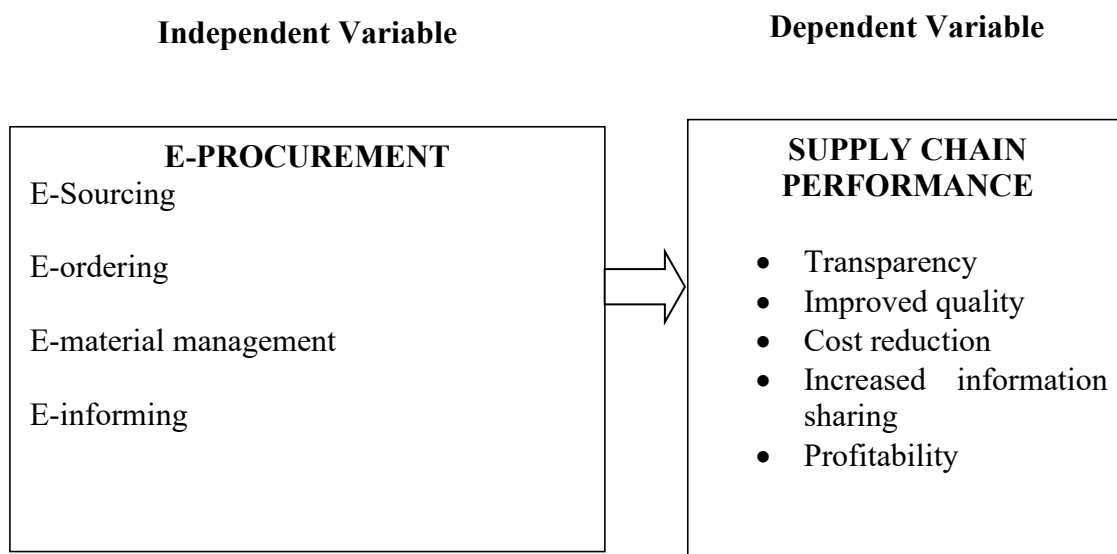 Independent Variable
Dependent Variable
E-PROCUREMENT
E-Sourcing
E-ordering
E-material management
E-informing
SUPPLY CHAIN
PERFORMANCE
• Transparency
• Improved quality
• Cost reduction
• Increased information
sharing
• Profitability